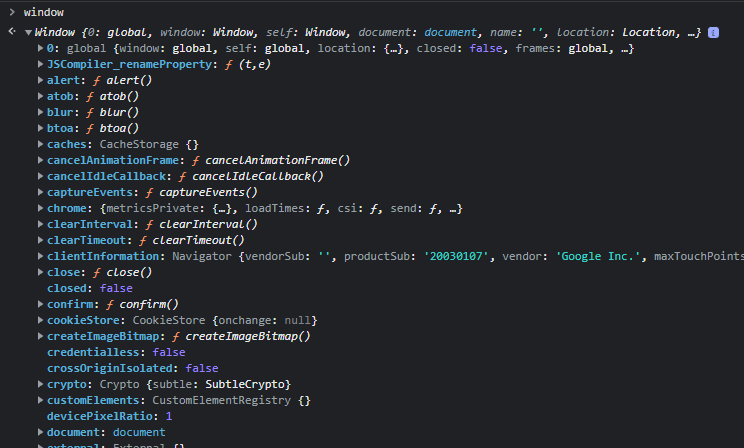 > window
Window {0: global, window: Window, self: Window, document: document, name: '', location: Location, …}
0: global {window: global, self: global, location: {…}, closed: false, frames: global, …}
JSCompiler_renameProperty: ƒ (t,e)
alert: ƒ alert()
atob: ƒ atob()
blur: ƒ blur()
btoa: ƒ btoa()
caches: CacheStorage {}
cancelAnimationFrame: ƒ cancelAnimationFrame()
cancelIdleCallback: ƒ cancelIdleCallback()
captureEvents: ƒ captureEvents()
chrome: {metricsPrivate: {…}, loadTimes: ƒ, csi: ƒ, send: ƒ, …}
clearInterval: ƒ clearInterval()
clearTimeout: ƒ clearTimeout()
clientInformation: Navigator {vendorSub: '', productSub: '20030107', vendor: 'Google Inc.', maxTouchPoints
close: ƒ close()
closed: false
confirm: ƒ confirm()
cookieStore: CookieStore {onchange: null}
createImageBitmap: ƒ createImageBitmap()
credentialless: false
crossOriginIsolated: false
crypto: Crypto {subtle: SubtleCrypto}
customElements: CustomElementRegistry {}
devicePixelRatio: 1
document: document
external: External {}